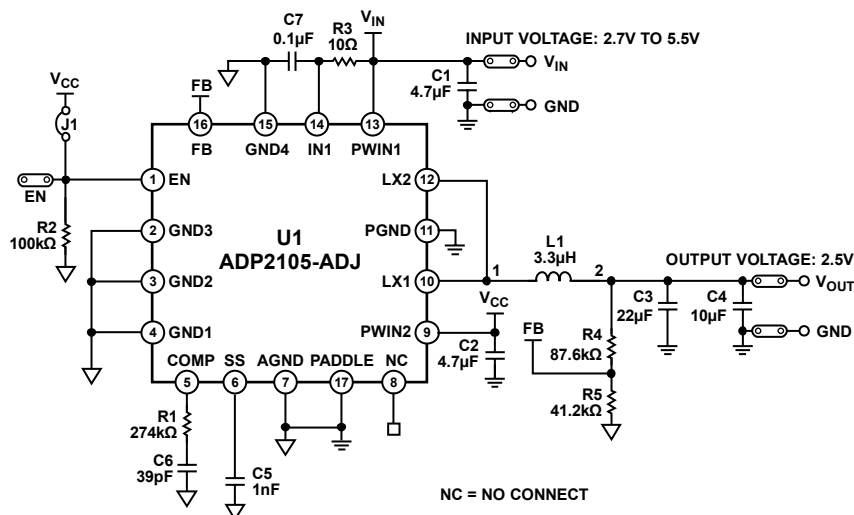 C7
0.1µF
R3
10Ω
V_IN
INPUT VOLTAGE: 2.7V TO 5.5V
V_IN
C1
4.7µF
GND
V_CC
J1
FB
16
15
14
13
FB
GND4
IN1
PWIN1
EN
1
EN
R2
100kΩ
2
GND3
3
GND2
4
GND1
U1
ADP2105-ADJ
LX2
12
PGND
11
LX1
10
PWIN2
9
1
L1
3.3µH
2
OUTPUT VOLTAGE: 2.5V
V_OUT
C3
22µF
C4
10µF
GND
V_CC
C2
4.7µF
FB
R4
87.6kΩ
R5
41.2kΩ
COMP
SS
AGND
PADDLE
NC
5
6
7
17
8
R1
274kΩ
C6
39pF
C5
1nF
NC = NO CONNECT